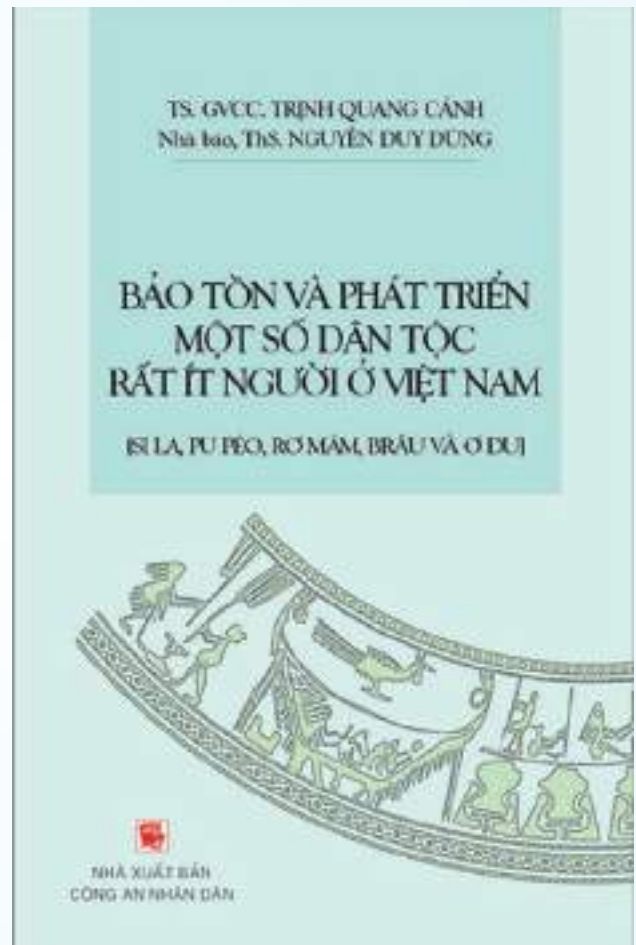 TS. GVCC. TRỊNH QUANG CẢNH
Nhà báo, ThS. NGUYỄN DUY DŨNG
BẢO TỒN VÀ PHÁT TRIỂN
MỘT SỐ DÂN TỘC
RẤT ÍT NGƯỜI Ở VIỆT NAM
(SI LA, PU PÉO, RƠ MĂM, BRÂU VÀ Ơ ĐU)
NHÀ XUẤT BẢN
CÔNG AN NHÂN DÂN